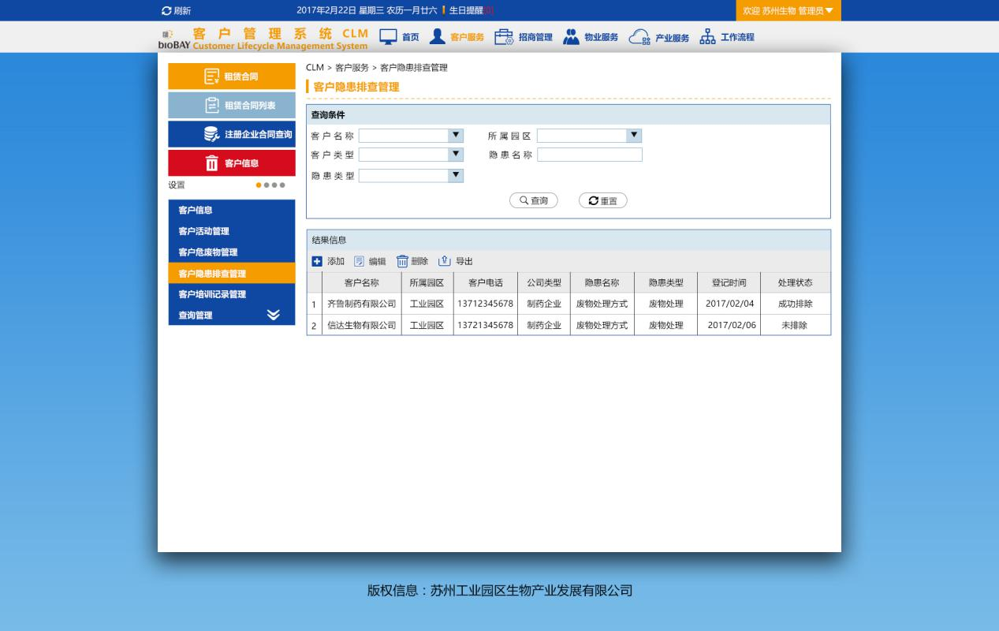 刷新 2017年2月22日 星期三 农历一月廿六 生日提醒[0] 欢迎 苏州生物 管理员
bioBAY 客户管理系统 CLM
Customer Lifecycle Management System
首页 客户服务 招商管理 物业服务 产业服务 工作流程
租赁合同
租赁合同列表
注册企业合同查询
客户信息
设置
客户信息
客户活动管理
客户危废物管理
客户隐患排查管理
客户培训记录管理
查询管理
CLM > 客户服务 > 客户隐患排查管理
客户隐患排查管理
查询条件
客户名称 所属园区
客户类型 隐患名称
隐患类型
查询 重置
结果信息
添加 编辑 删除 导出
客户名称 所属园区 客户电话 公司类型 隐患名称 隐患类型 登记时间 处理状态
1 齐鲁制药有限公司 工业园区 13712345678 制药企业 废物处理方式 废物处理 2017/02/04 成功排除
2 信达生物有限公司 工业园区 13721345678 制药企业 废物处理方式 废物处理 2017/02/06 未排除
版权信息：苏州工业园区生物产业发展有限公司